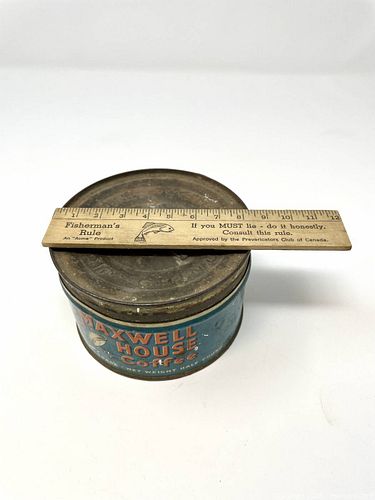 1 2 3 4 5 6 7 8 9 10 11 12
Fisherman's Rule
An "Acme" Product
If you MUST lie - do it honestly.
Consult this rule.
Approved by the Prevaricators Club of Canada.
MAXWELL
HOUSE
Coffee
NET WEIGHT HALF